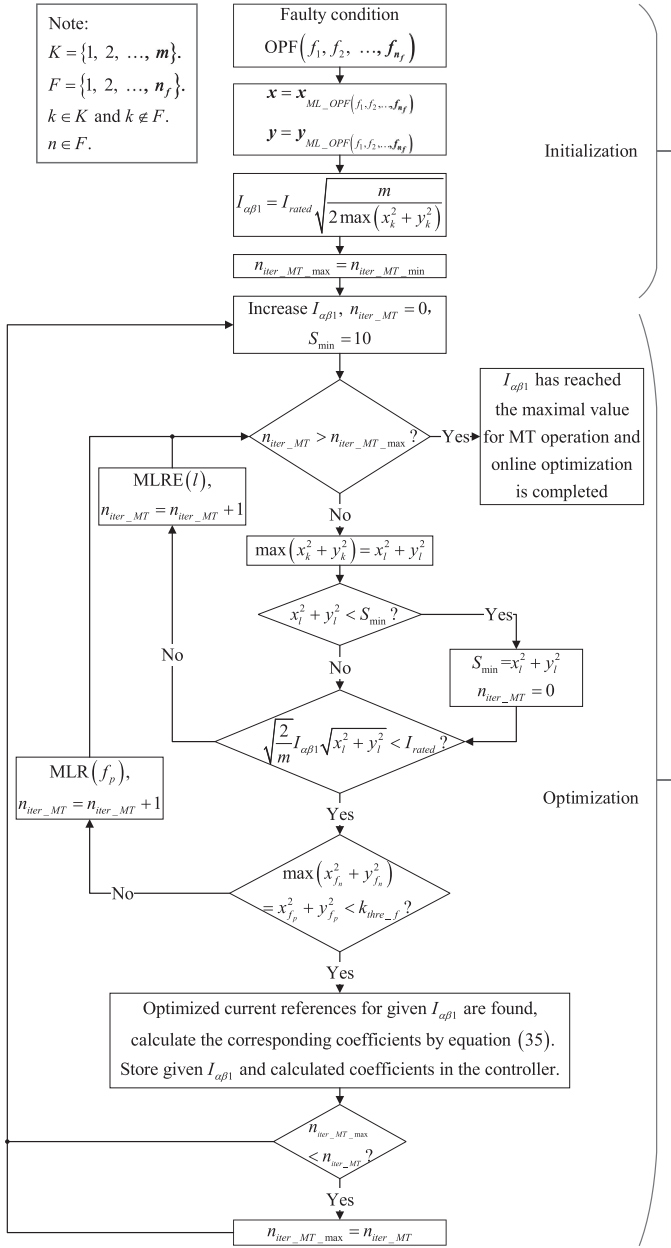 Note:
K = {1, 2, …, m}.
F = {1, 2, …, n_f}.
k ∈ K and k ∉ F.
n ∈ F.
Faulty condition
OPF(f_1, f_2, …, f_{n_f})
x = x_{ML_OPF(f_1,f_2,…,f_{n_f})}
y = y_{ML_OPF(f_1,f_2,…,f_{n_f})}
I_{αβ1} = I_{rated} √(m / (2 max(x_k^2 + y_k^2)))
n_{iter_MT_max} = n_{iter_MT_min}
Initialization
Increase I_{αβ1}, n_{iter_MT} = 0,
S_{min} = 10
n_{iter_MT} > n_{iter_MT_max} ?
Yes
I_{αβ1} has reached
the maximal value
for MT operation and
online optimization
is completed
MLRE(l),
n_{iter_MT} = n_{iter_MT} + 1
No
max(x_k^2 + y_k^2) = x_l^2 + y_l^2
x_l^2 + y_l^2 < S_{min} ?
Yes
No
S_{min} = x_l^2 + y_l^2
n_{iter_MT} = 0
No
√(2/m) I_{αβ1} √(x_l^2 + y_l^2) < I_{rated} ?
MLR(f_p),
n_{iter_MT} = n_{iter_MT} + 1
Optimization
Yes
max(x_{f_n}^2 + y_{f_n}^2)
= x_{f_p}^2 + y_{f_p}^2 < k_{thre_f} ?
No
Yes
Optimized current references for given I_{αβ1} are found,
calculate the corresponding coefficients by equation (35).
Store given I_{αβ1} and calculated coefficients in the controller.
n_{iter_MT_max}
< n_{iter_MT} ?
Yes
n_{iter_MT_max} = n_{iter_MT}